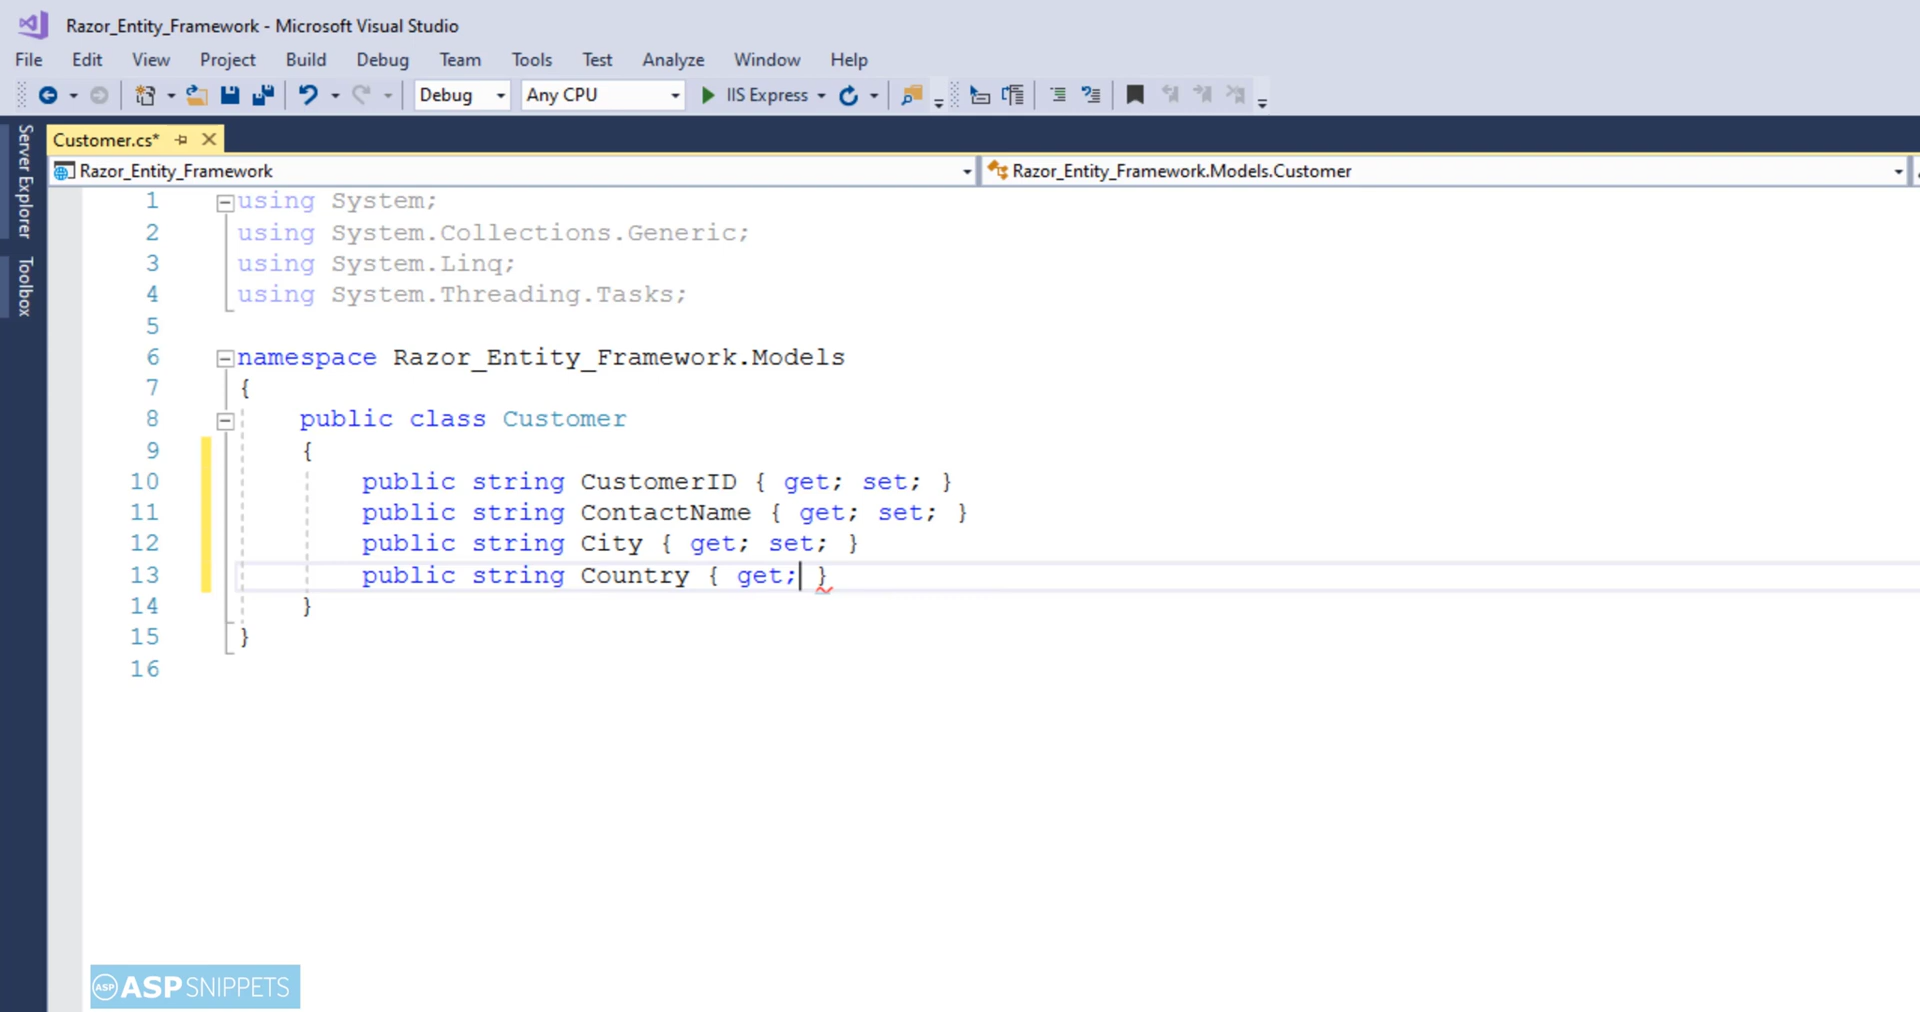 Razor_Entity_Framework - Microsoft Visual Studio
File Edit View Project Build Debug Team Tools Test Analyze Window Help
Debug Any CPU IIS Express
Server Explorer
Toolbox
Customer.cs*
Razor_Entity_Framework Razor_Entity_Framework.Models.Customer
1 using System;
2 using System.Collections.Generic;
3 using System.Linq;
4 using System.Threading.Tasks;
5
6 namespace Razor_Entity_Framework.Models
7 {
8 public class Customer
9 {
10 public string CustomerID { get; set; }
11 public string ContactName { get; set; }
12 public string City { get; set; }
13 public string Country { get; }
14 }
15 }
16
ASP ASPSNIPPETS